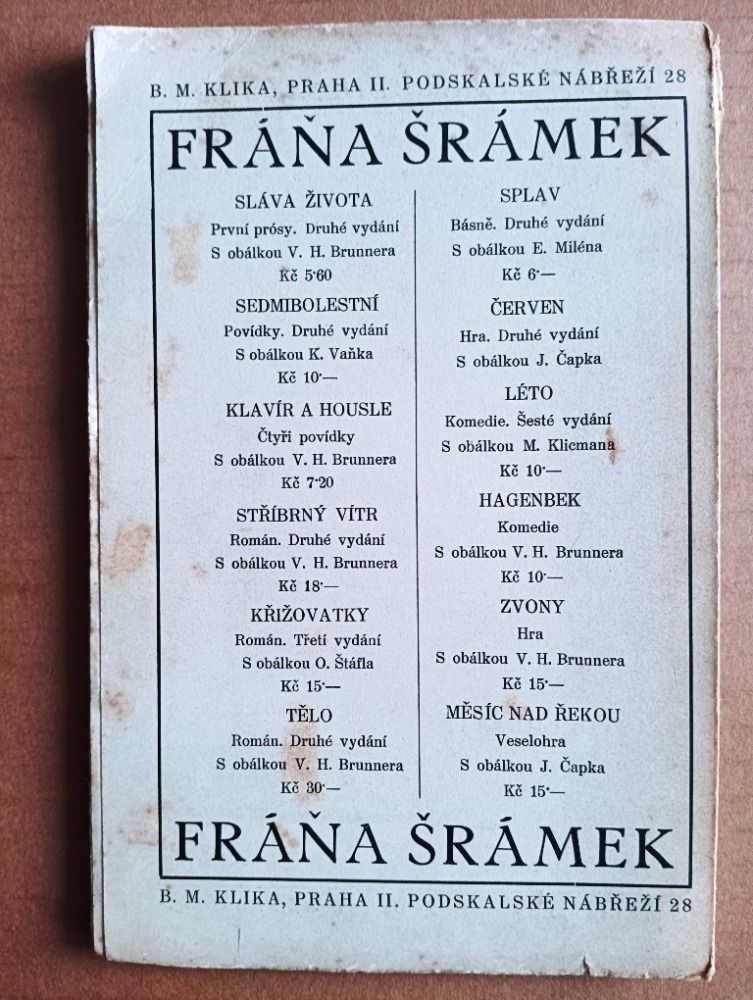 B. M. KLIKA, PRAHA II. PODSKALSKÉ NÁBŘEŽÍ 28
FRÁŇA ŠRÁMEK
SLÁVA ŽIVOTA
První prósy. Druhé vydání
S obálkou V. H. Brunnera
Kč 5·60
SEDMIBOLESTNÍ
Povídky. Druhé vydání
S obálkou K. Vaňka
Kč 10·—
KLAVÍR A HOUSLE
Čtyři povídky
S obálkou V. H. Brunnera
Kč 7·20
STŘÍBRNÝ VÍTR
Román. Druhé vydání
S obálkou V. H. Brunnera
Kč 18·—
KŘIŽOVATKY
Román. Třetí vydání
S obálkou O. Štáfla
Kč 15·—
TĚLO
Román. Druhé vydání
S obálkou V. H. Brunnera
Kč 30·—
SPLAV
Básně. Druhé vydání
S obálkou E. Miléna
Kč 6·—
ČERVEN
Hra. Druhé vydání
S obálkou J. Čapka
LÉTO
Komedie. Šesté vydání
S obálkou M. Klicmana
Kč 10·—
HAGENBEK
Komedie
S obálkou V. H. Brunnera
Kč 10·—
ZVONY
Hra
S obálkou V. H. Brunnera
Kč 15·—
MĚSÍC NAD ŘEKOU
Veselohra
S obálkou J. Čapka
Kč 15·—
FRÁŇA ŠRÁMEK
B. M. KLIKA, PRAHA II. PODSKALSKÉ NÁBŘEŽÍ 28